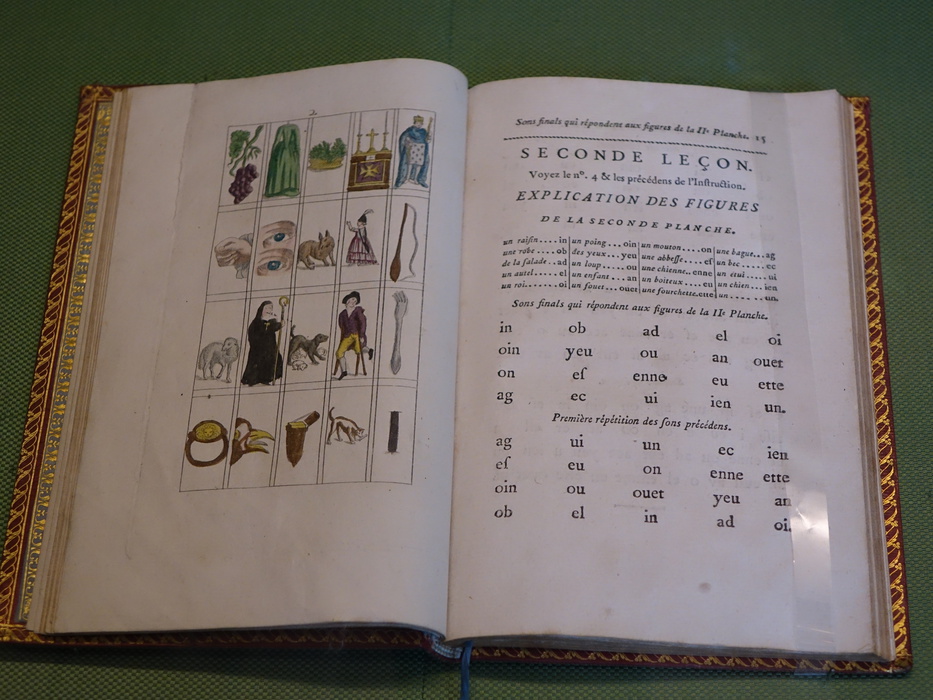 2.
Sons finals qui répondent aux figures de la IIe Planche. 15
SECONDE LEÇON.
Voyez le no. 4 & les précédens de l'Instruction.
EXPLICATION DES FIGURES
DE LA SECONDE PLANCHE.
un raisin....in un poing...oin un mouton....on une bague...ag
une robe....ob des yeux...yeu une abbesse....es un bec....ec
de la salade..ad un loup....ou une chienne..enne un etui....ui
un autel.....el un enfant...an un boiteux....eu un chien...ien
un roi......oi un fouet...ouet une fourchette.ette un......un.
Sons finals qui répondent aux figures de la IIe Planche.
in ob ad el oi
oin yeu ou an ouet
on es enne eu ette
ag ec ui ien un.
Première répétition des sons précédens.
ag ui un ec ien
es eu on enne ette
oin ou ouet yeu an
ob el in ad oi.